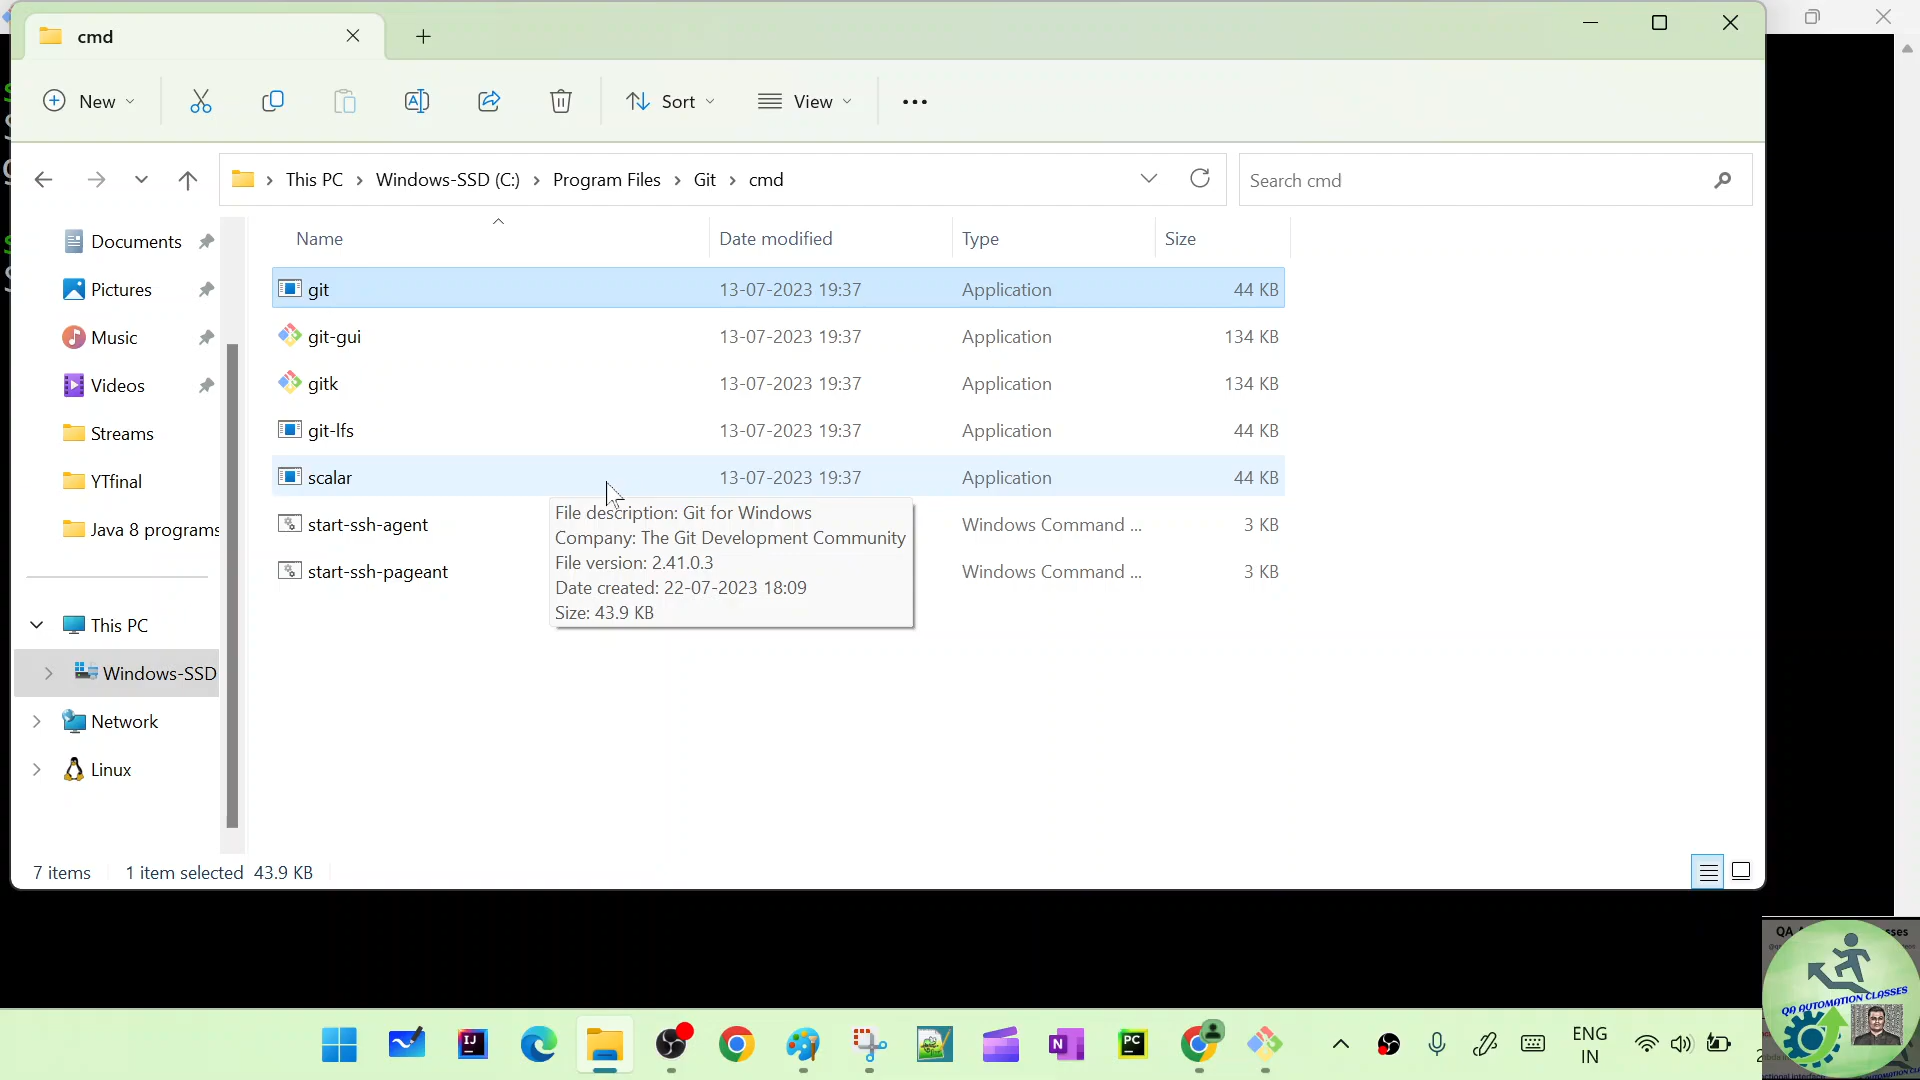 cmd
New
Sort
View
This PC
Windows-SSD (C:)
Program Files
Git
cmd
Search cmd
Documents
Pictures
Music
Videos
Streams
YTfinal
Java 8 programs
This PC
Windows-SSD
Network
Linux
Name Date modified Type Size
git 13-07-2023 19:37 Application 44 KB
git-gui 13-07-2023 19:37 Application 134 KB
gitk 13-07-2023 19:37 Application 134 KB
git-lfs 13-07-2023 19:37 Application 44 KB
scalar 13-07-2023 19:37 Application 44 KB
start-ssh-agent Windows Command ... 3 KB
start-ssh-pageant Windows Command ... 3 KB
File description: Git for Windows
Company: The Git Development Community
File version: 2.41.0.3
Date created: 22-07-2023 18:09
Size: 43.9 KB
7 items 1 item selected 43.9 KB
IJ
N
PC
ENG
IN
QA AUTOMATION CLASSES